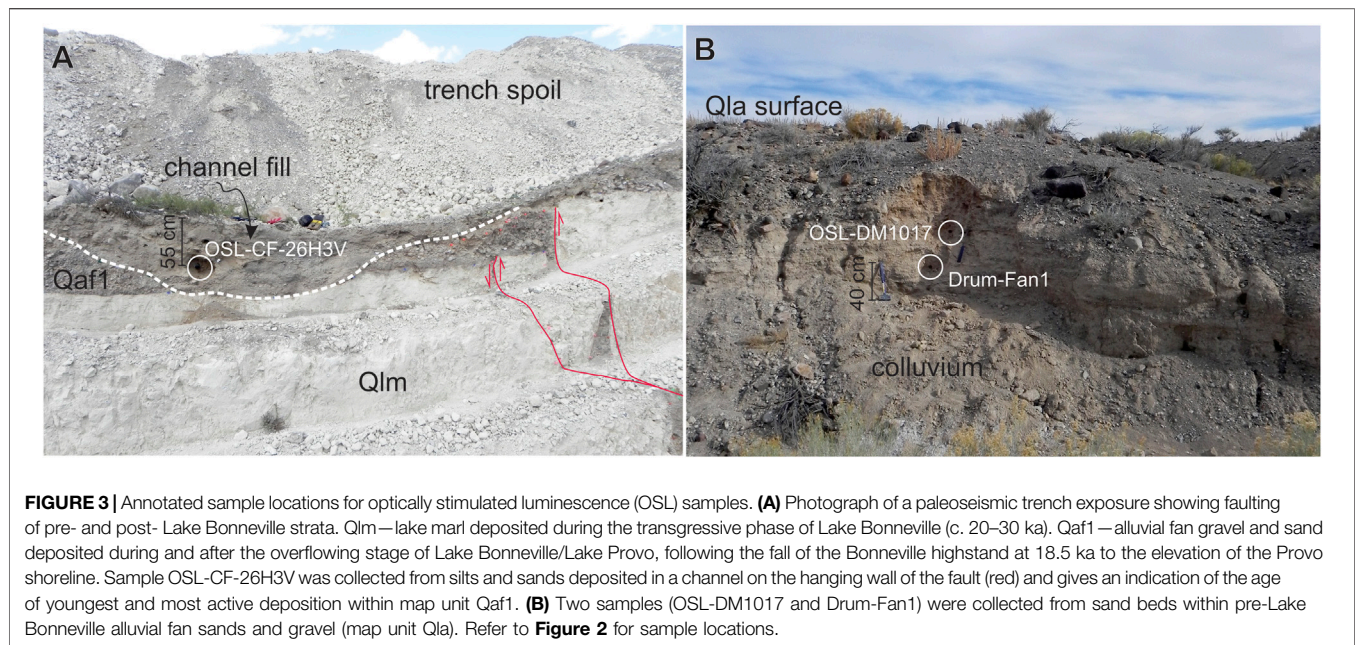 A
trench spoil
channel fill
55 cm
OSL-CF-26H3V
Qaf1
Qlm
B
Qla surface
OSL-DM1017
Drum-Fan1
40 cm
colluvium
FIGURE 3 | Annotated sample locations for optically stimulated luminescence (OSL) samples. (A) Photograph of a paleoseismic trench exposure showing faulting
of pre- and post- Lake Bonneville strata. Qlm—lake marl deposited during the transgressive phase of Lake Bonneville (c. 20–30 ka). Qaf1—alluvial fan gravel and sand
deposited during and after the overflowing stage of Lake Bonneville/Lake Provo, following the fall of the Bonneville highstand at 18.5 ka to the elevation of the Provo
shoreline. Sample OSL-CF-26H3V was collected from silts and sands deposited in a channel on the hanging wall of the fault (red) and gives an indication of the age
of youngest and most active deposition within map unit Qaf1. (B) Two samples (OSL-DM1017 and Drum-Fan1) were collected from sand beds within pre-Lake
Bonneville alluvial fan sands and gravel (map unit Qla). Refer to Figure 2 for sample locations.